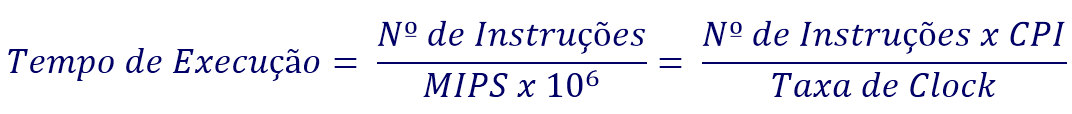 Tempo de Execução = Nº de Instruções / MIPS x 10⁶ = Nº de Instruções x CPI / Taxa de Clock